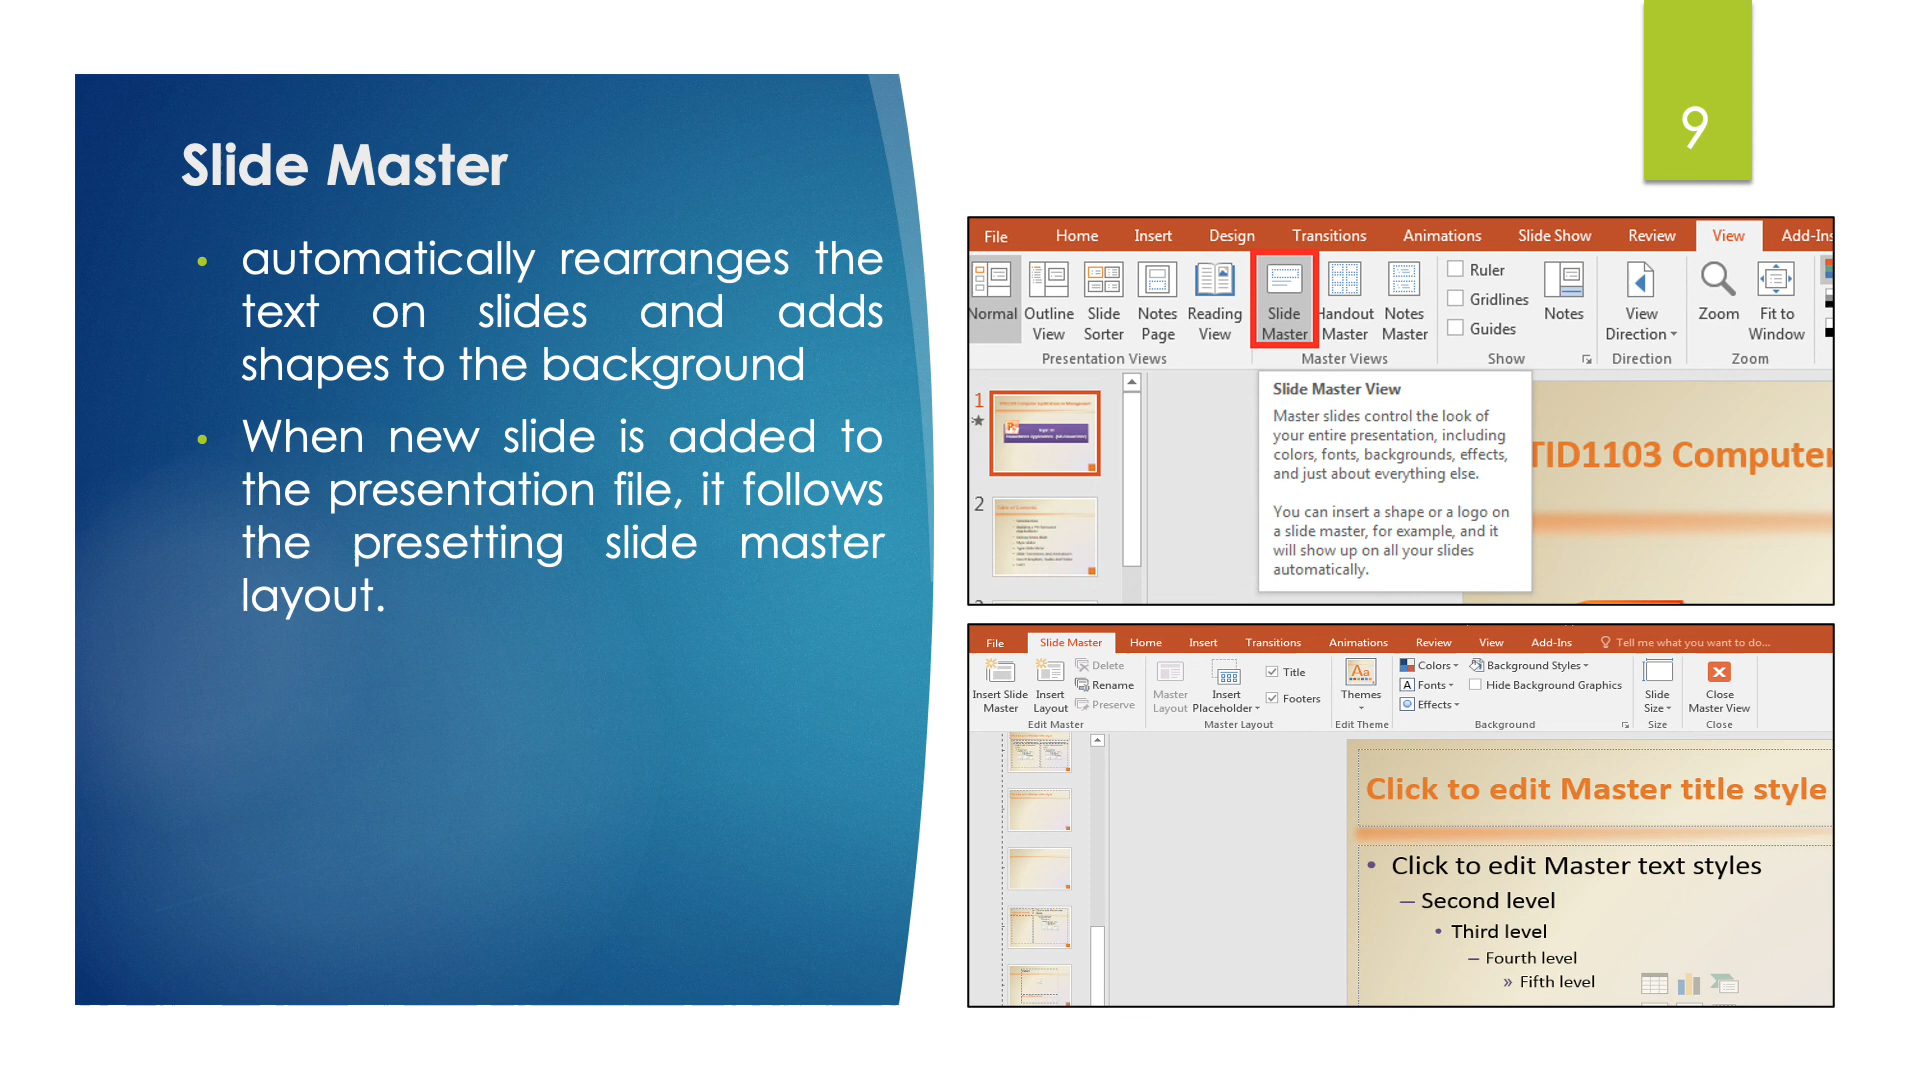 9
Slide Master
• automatically rearranges the
text on slides and adds
shapes to the background
• When new slide is added to
the presentation file, it follows
the presetting slide master
layout.
File Home Insert Design Transitions Animations Slide Show Review View Add-Ins
Normal Outline View Slide Sorter Notes Page Reading View
Presentation Views
Slide Master Handout Master Notes Master
Master Views
Ruler
Gridlines
Guides
Notes
Show
View Direction
Direction
Zoom Fit to Window
Zoom
1
2
Slide Master View
Master slides control the look of
your entire presentation, including
colors, fonts, backgrounds, effects,
and just about everything else.
You can insert a shape or a logo on
a slide master, for example, and it
will show up on all your slides
automatically.
TID1103 Computer
File Slide Master Home Insert Transitions Animations Review View Add-Ins Tell me what you want to do...
Insert Slide Master Insert Layout
Delete
Rename
Preserve
Edit Master
Master Layout Insert Placeholder
Title
Footers
Master Layout
Aa
Themes
Edit Theme
Colors
A Fonts
Effects
Background Styles
Hide Background Graphics
Background
Slide Size
Size
Close Master View
Close
Click to edit Master title style
• Click to edit Master text styles
– Second level
• Third level
– Fourth level
» Fifth level